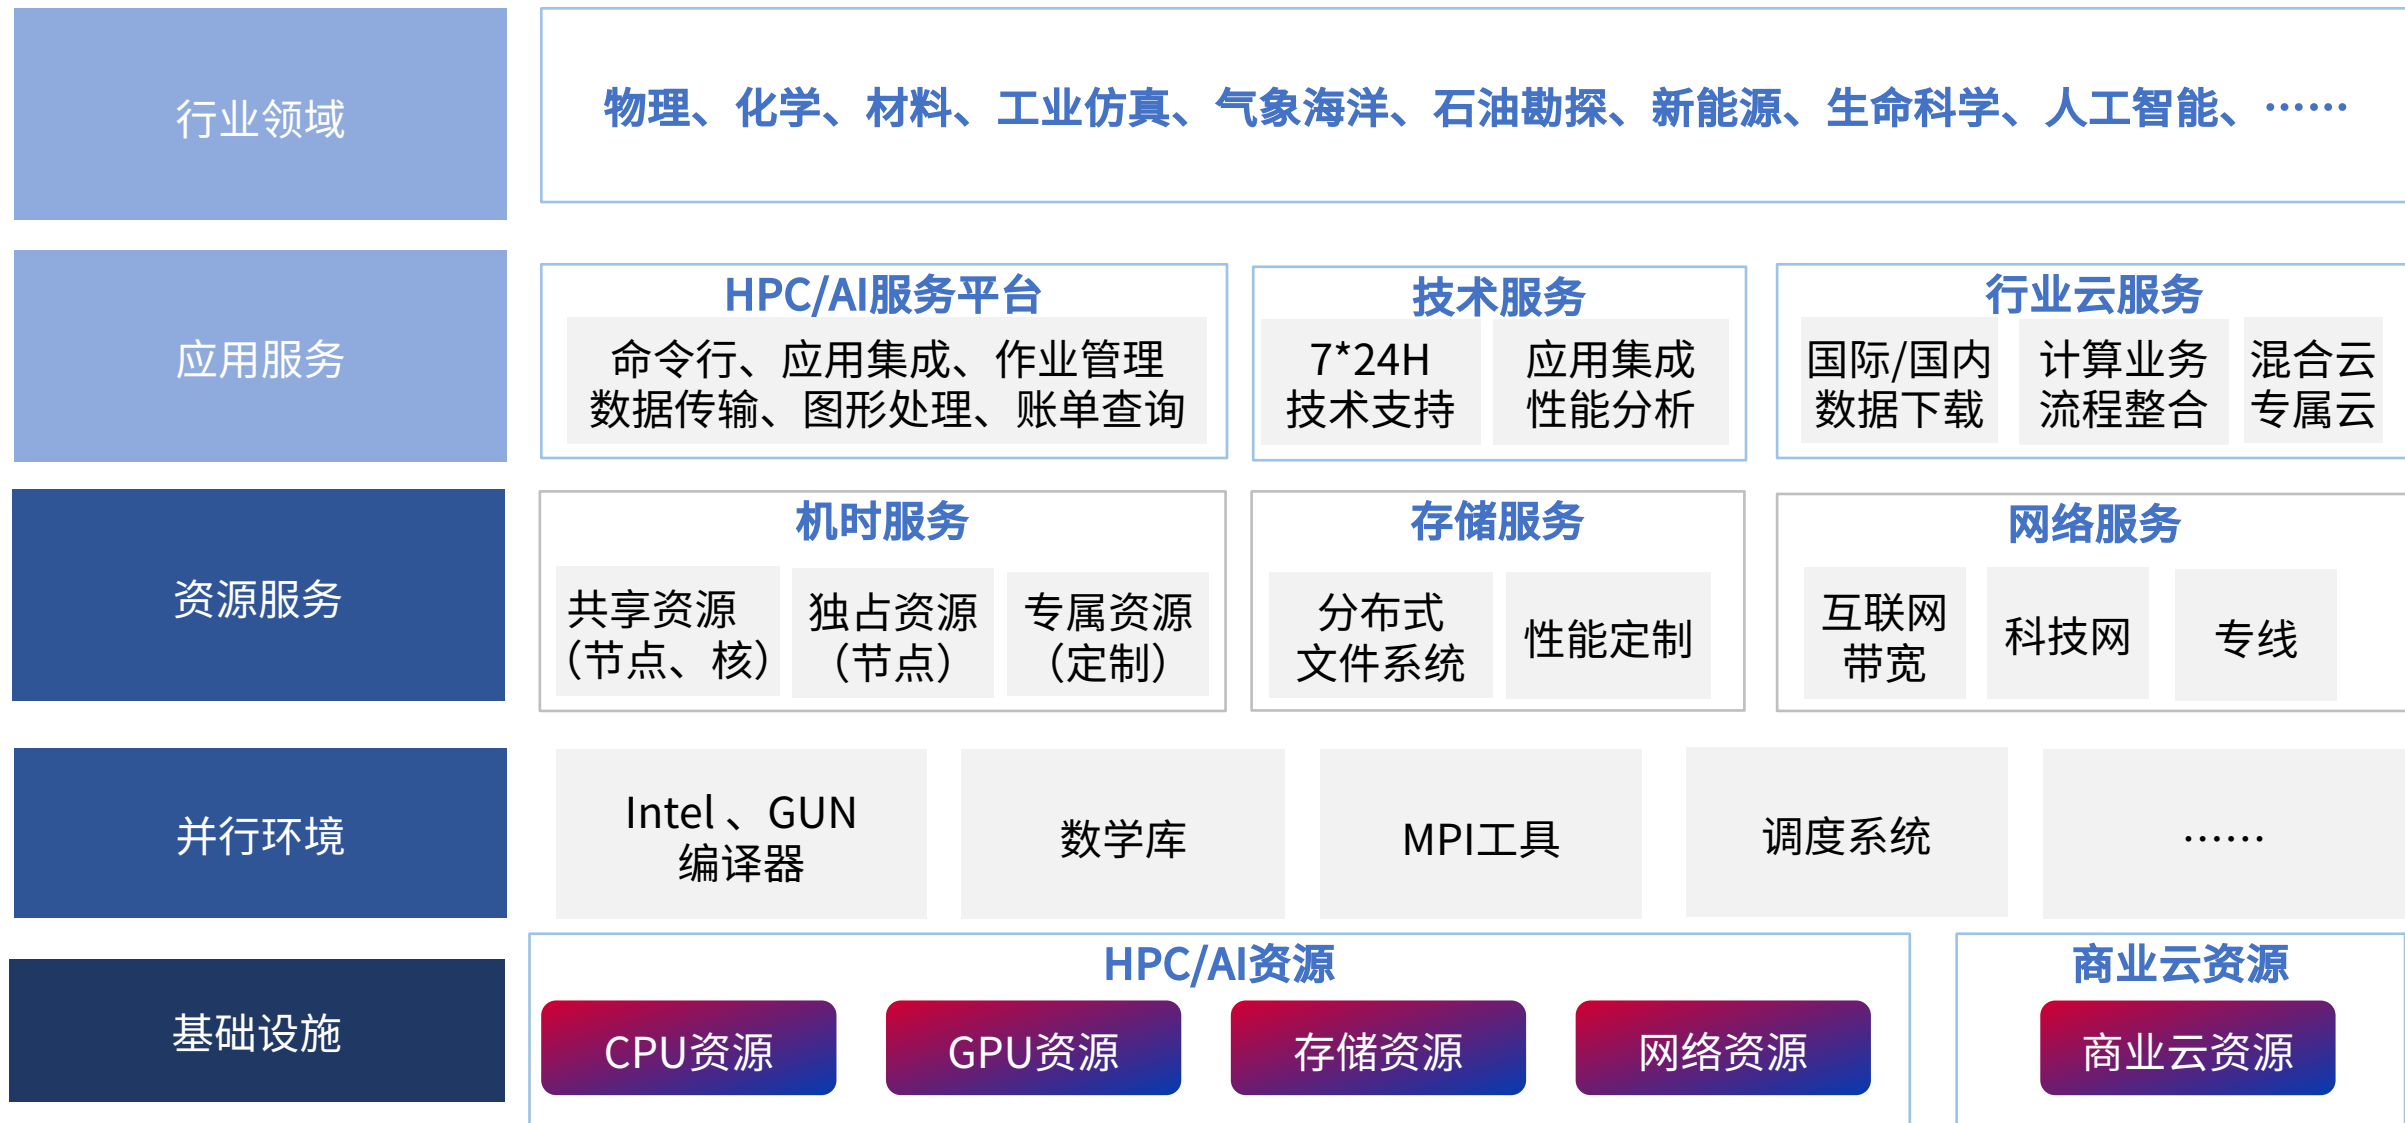 行业领域
物理、化学、材料、工业仿真、气象海洋、石油勘探、新能源、生命科学、人工智能、……
应用服务
HPC/AI服务平台
命令行、应用集成、作业管理
数据传输、图形处理、账单查询
技术服务
7*24H
技术支持
应用集成
性能分析
行业云服务
国际/国内
数据下载
计算业务
流程整合
混合云
专属云
资源服务
机时服务
共享资源
（节点、核）
独占资源
（节点）
专属资源
（定制）
存储服务
分布式
文件系统
性能定制
网络服务
互联网
带宽
科技网
专线
并行环境
Intel 、GUN
编译器
数学库
MPI工具
调度系统
……
基础设施
HPC/AI资源
CPU资源
GPU资源
存储资源
网络资源
商业云资源
商业云资源